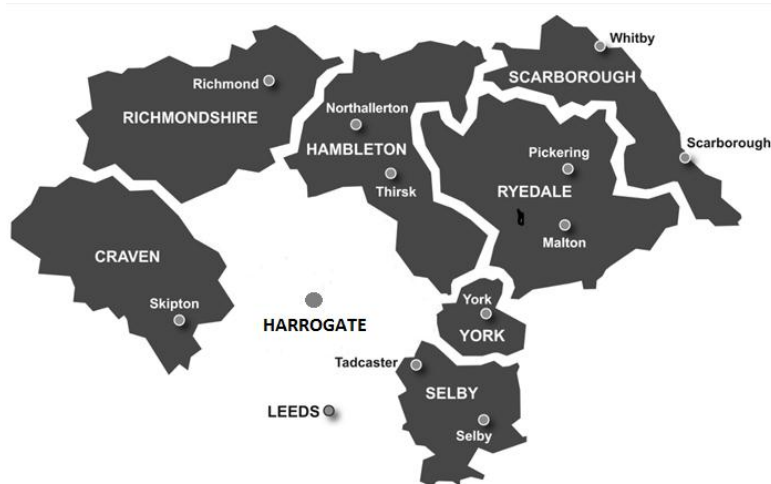 Whitby
SCARBOROUGH
Richmond
RICHMONDSHIRE
Northallerton
HAMBLETON
Thirsk
Scarborough
Pickering
RYEDALE
Malton
CRAVEN
Skipton
HARROGATE
York
YORK
Tadcaster
SELBY
LEEDS
Selby